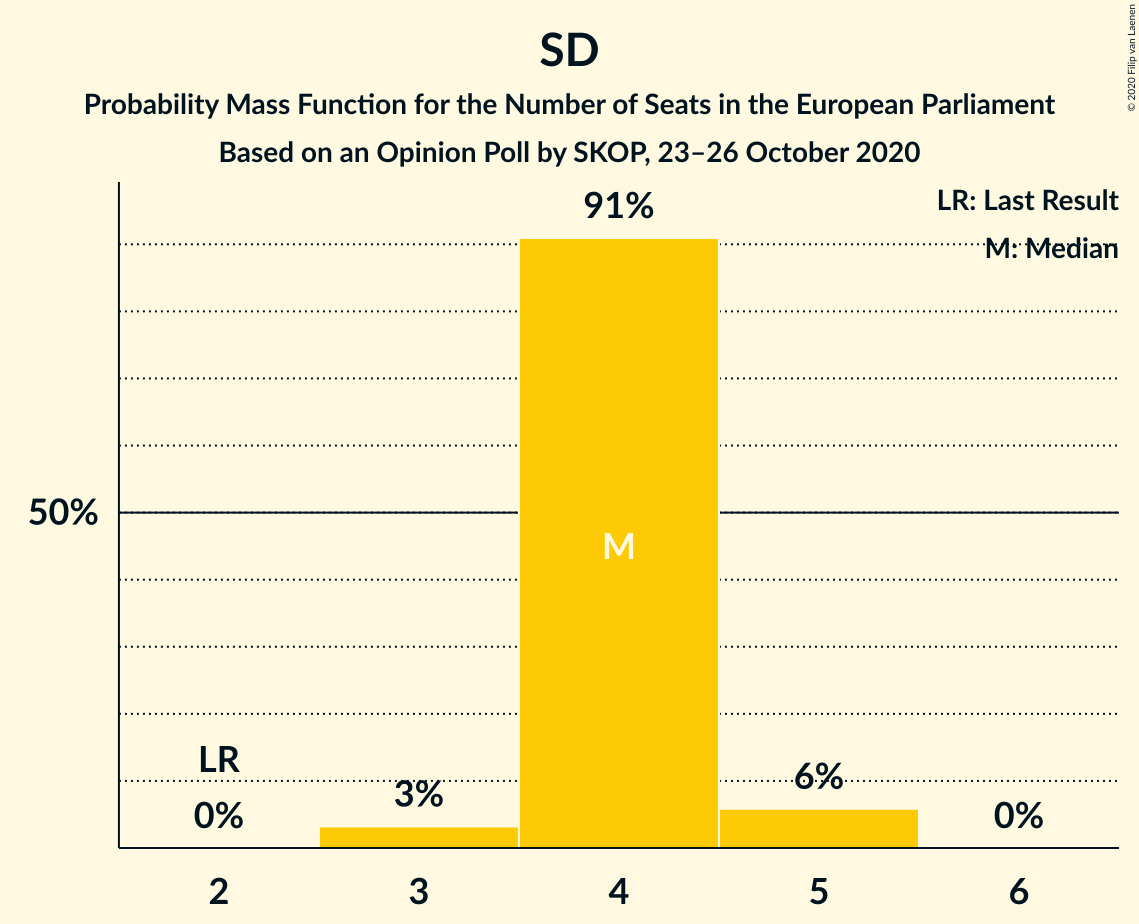 SD
Probability Mass Function for the Number of Seats in the European Parliament
Based on an Opinion Poll by SKOP, 23–26 October 2020
© 2020 Filip van Laenen
LR: Last Result
M: Median
91%
50%
M
LR
0%
3%
6%
0%
2 3 4 5 6